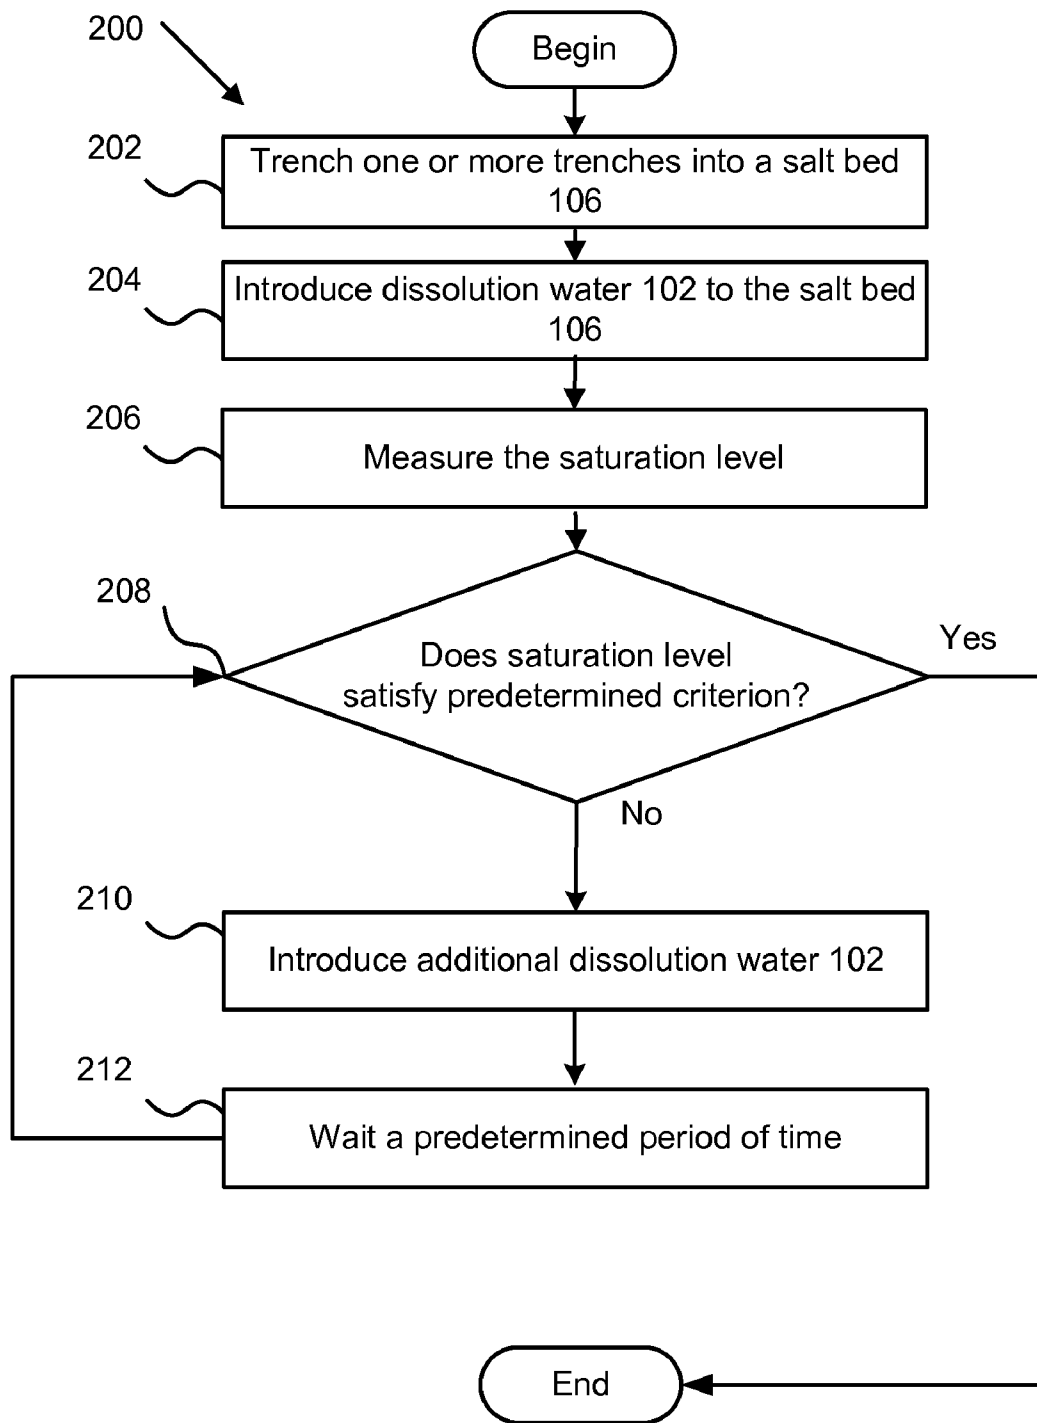 200
Begin
202
Trench one or more trenches into a salt bed
106
204
Introduce dissolution water 102 to the salt bed
106
206
Measure the saturation level
208
Does saturation level
satisfy predetermined criterion?
Yes
No
210
Introduce additional dissolution water 102
212
Wait a predetermined period of time
End